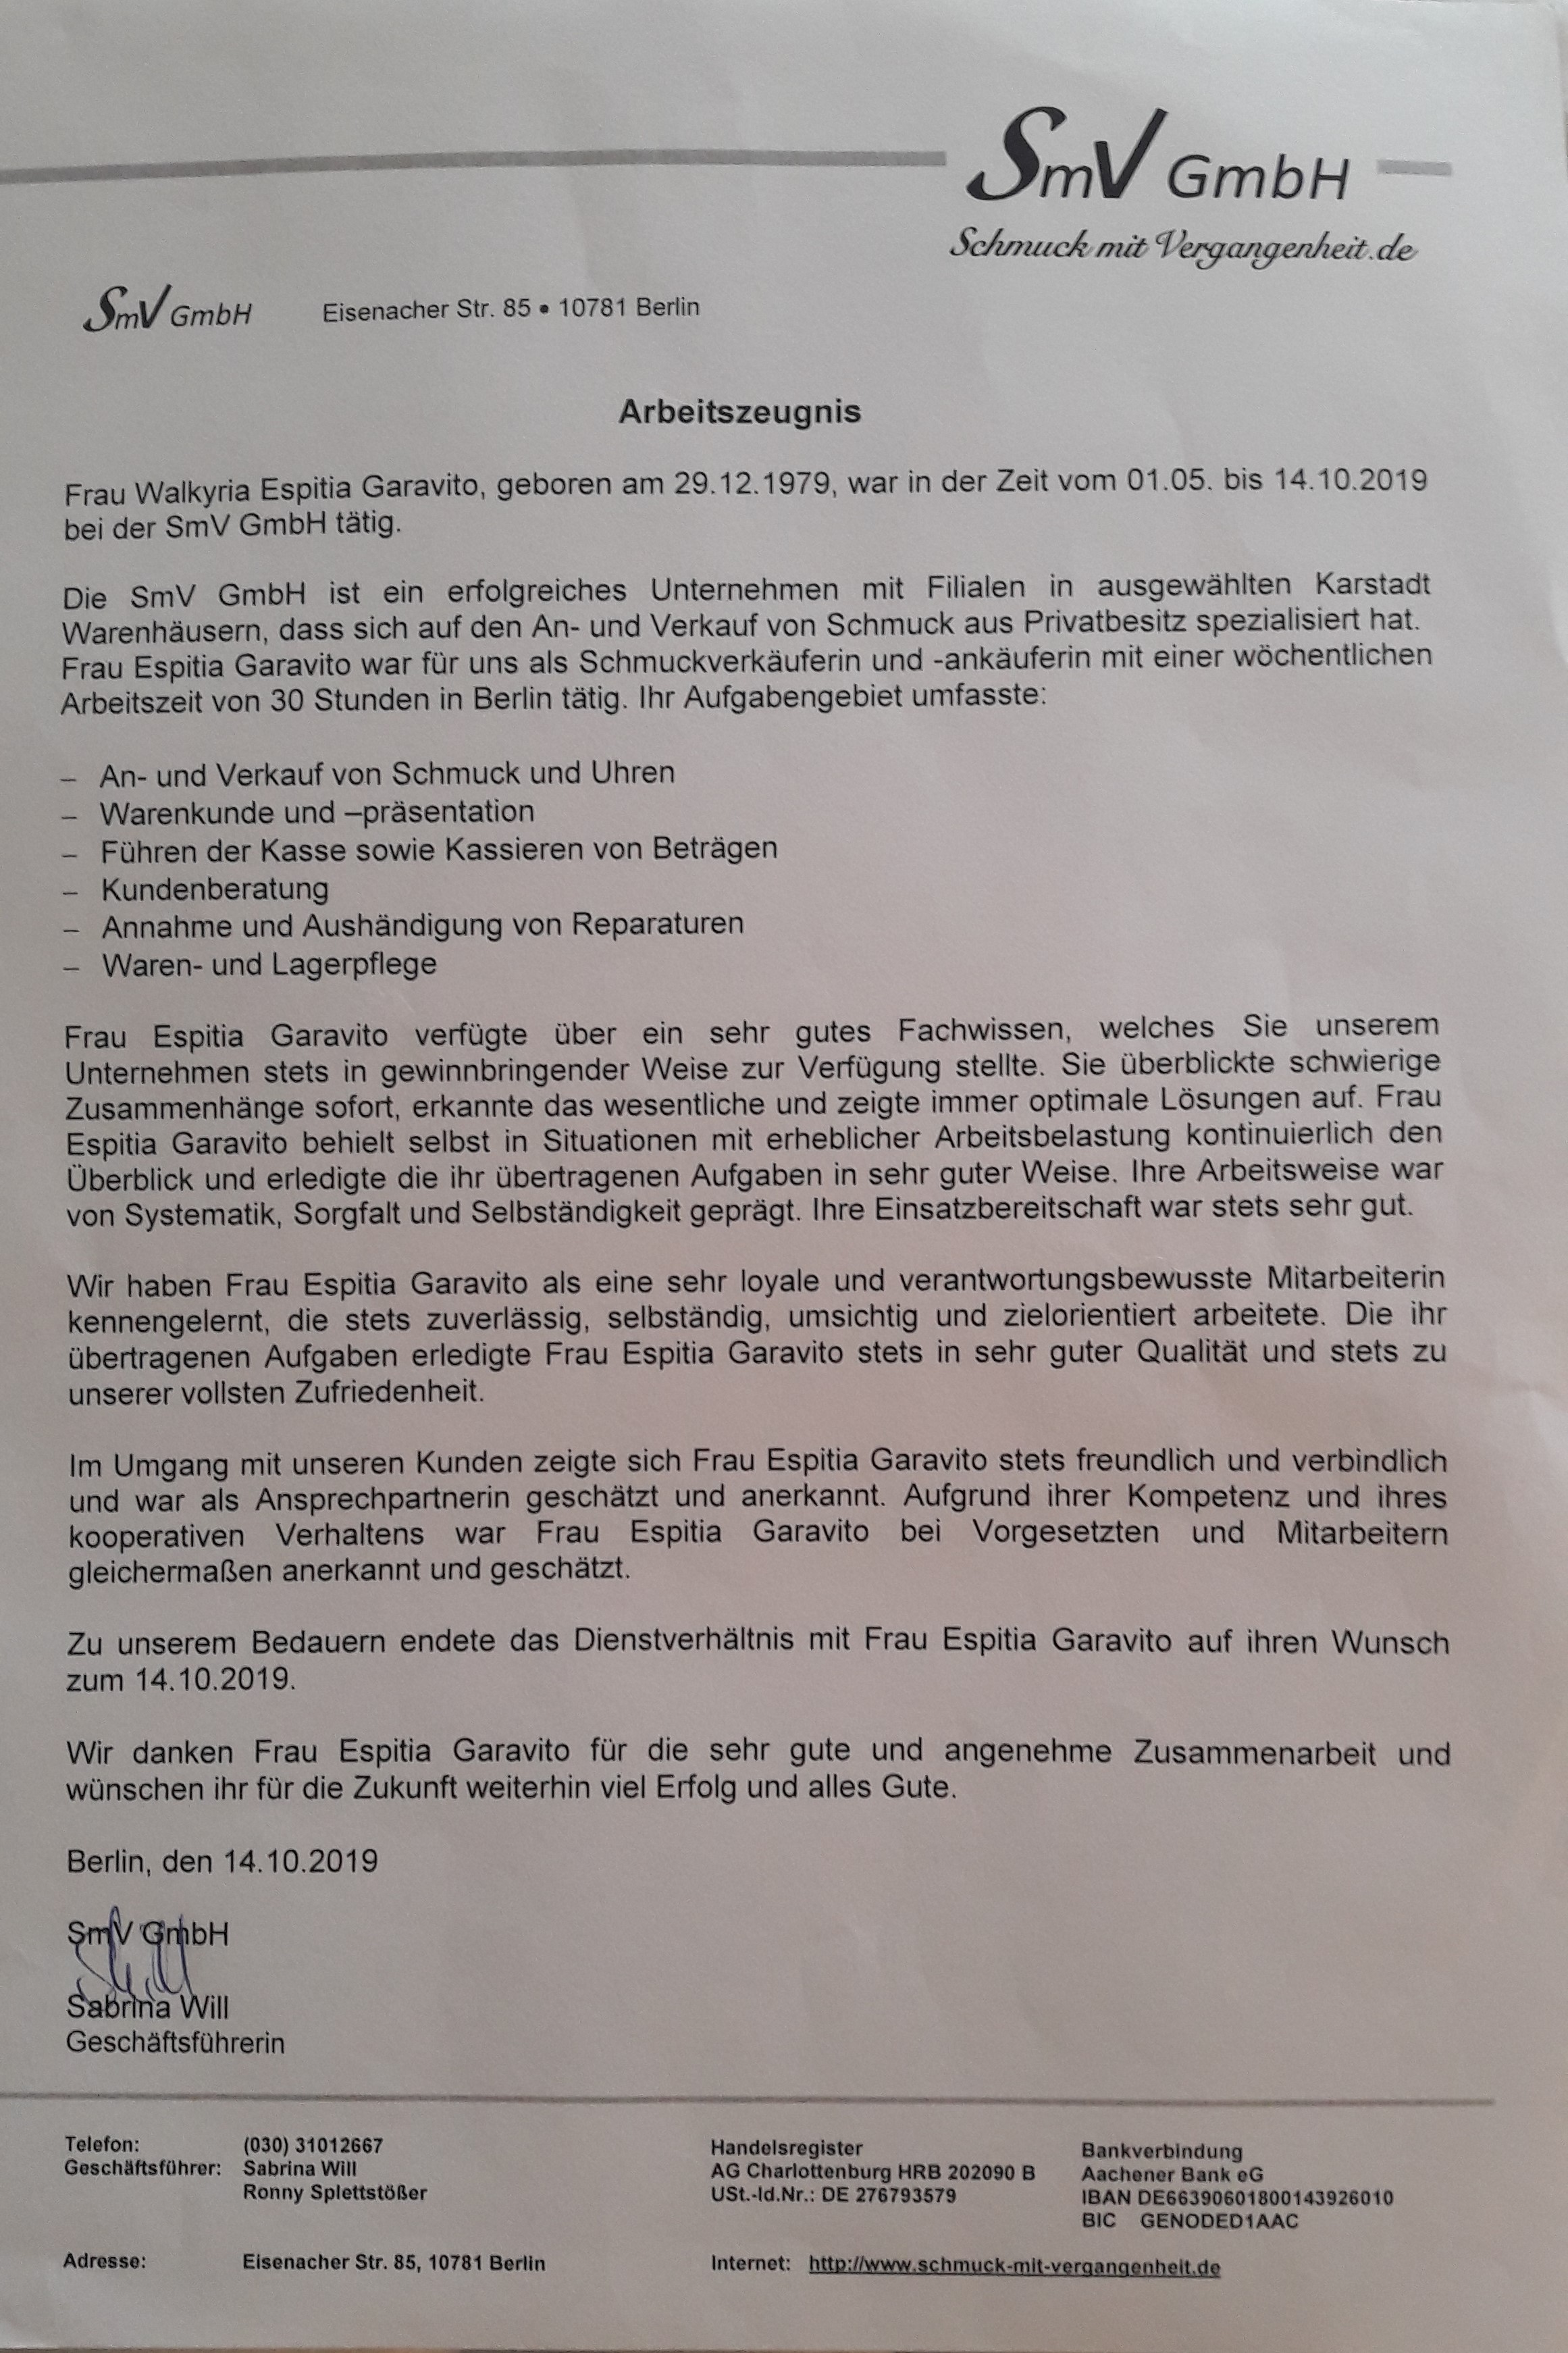 SmV GmbH
Schmuck mit Vergangenheit.de
SmV GmbH Eisenacher Str. 85 • 10781 Berlin
Arbeitszeugnis
Frau Walkyria Espitia Garavito, geboren am 29.12.1979, war in der Zeit vom 01.05. bis 14.10.2019
bei der SmV GmbH tätig.
Die SmV GmbH ist ein erfolgreiches Unternehmen mit Filialen in ausgewählten Karstadt
Warenhäusern, dass sich auf den An- und Verkauf von Schmuck aus Privatbesitz spezialisiert hat.
Frau Espitia Garavito war für uns als Schmuckverkäuferin und -ankäuferin mit einer wöchentlichen
Arbeitszeit von 30 Stunden in Berlin tätig. Ihr Aufgabengebiet umfasste:
– An- und Verkauf von Schmuck und Uhren
– Warenkunde und –präsentation
– Führen der Kasse sowie Kassieren von Beträgen
– Kundenberatung
– Annahme und Aushändigung von Reparaturen
– Waren- und Lagerpflege
Frau Espitia Garavito verfügte über ein sehr gutes Fachwissen, welches Sie unserem
Unternehmen stets in gewinnbringender Weise zur Verfügung stellte. Sie überblickte schwierige
Zusammenhänge sofort, erkannte das wesentliche und zeigte immer optimale Lösungen auf. Frau
Espitia Garavito behielt selbst in Situationen mit erheblicher Arbeitsbelastung kontinuierlich den
Überblick und erledigte die ihr übertragenen Aufgaben in sehr guter Weise. Ihre Arbeitsweise war
von Systematik, Sorgfalt und Selbständigkeit geprägt. Ihre Einsatzbereitschaft war stets sehr gut.
Wir haben Frau Espitia Garavito als eine sehr loyale und verantwortungsbewusste Mitarbeiterin
kennengelernt, die stets zuverlässig, selbständig, umsichtig und zielorientiert arbeitete. Die ihr
übertragenen Aufgaben erledigte Frau Espitia Garavito stets in sehr guter Qualität und stets zu
unserer vollsten Zufriedenheit.
Im Umgang mit unseren Kunden zeigte sich Frau Espitia Garavito stets freundlich und verbindlich
und war als Ansprechpartnerin geschätzt und anerkannt. Aufgrund ihrer Kompetenz und ihres
kooperativen Verhaltens war Frau Espitia Garavito bei Vorgesetzten und Mitarbeitern
gleichermaßen anerkannt und geschätzt.
Zu unserem Bedauern endete das Dienstverhältnis mit Frau Espitia Garavito auf ihren Wunsch
zum 14.10.2019.
Wir danken Frau Espitia Garavito für die sehr gute und angenehme Zusammenarbeit und
wünschen ihr für die Zukunft weiterhin viel Erfolg und alles Gute.
Berlin, den 14.10.2019
SmV GmbH
Sabrina Will
Geschäftsführerin
Telefon: (030) 31012667
Geschäftsführer: Sabrina Will
Ronny Splettstößer
Adresse: Eisenacher Str. 85, 10781 Berlin
Handelsregister
AG Charlottenburg HRB 202090 B
USt.-Id.Nr.: DE 276793579
Internet: http://www.schmuck-mit-vergangenheit.de
Bankverbindung
Aachener Bank eG
IBAN DE66390601800143926010
BIC GENODED1AAC